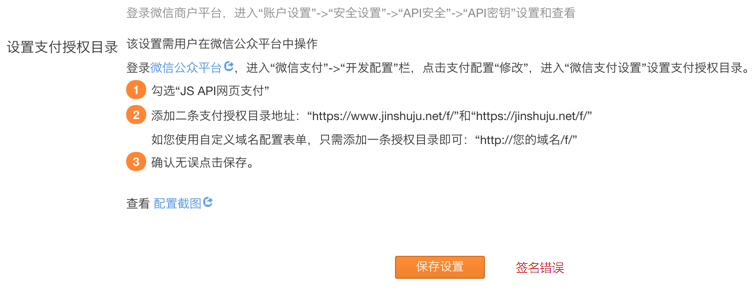 登录微信商户平台，进入“账户设置”->“安全设置”->“API安全”->“API密钥”设置和查看
设置支付授权目录 该设置需用户在微信公众平台中操作
登录微信公众平台，进入“微信支付”->“开发配置”栏，点击支付配置“修改”，进入“微信支付设置”设置支付授权目录。
1 勾选“JS API网页支付”
2 添加二条支付授权目录地址：“https://www.jinshuju.net/f/”和“https://jinshuju.net/f/”
如您使用自定义域名配置表单，只需添加一条授权目录即可：“http://您的域名/f/”
3 确认无误点击保存。
查看 配置截图
保存设置 签名错误